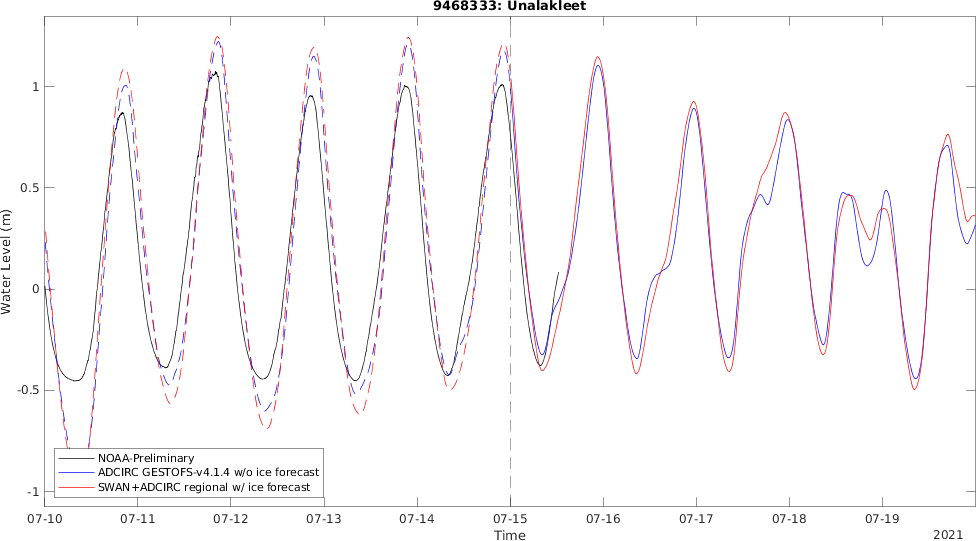 9468333: Unalakleet
Water Level (m)
1
0.5
0
-0.5
-1
NOAA-Preliminary
ADCIRC GESTOFS-v4.1.4 w/o ice forecast
SWAN+ADCIRC regional w/ ice forecast
07-10 07-11 07-12 07-13 07-14 07-15 07-16 07-17 07-18 07-19
Time
2021